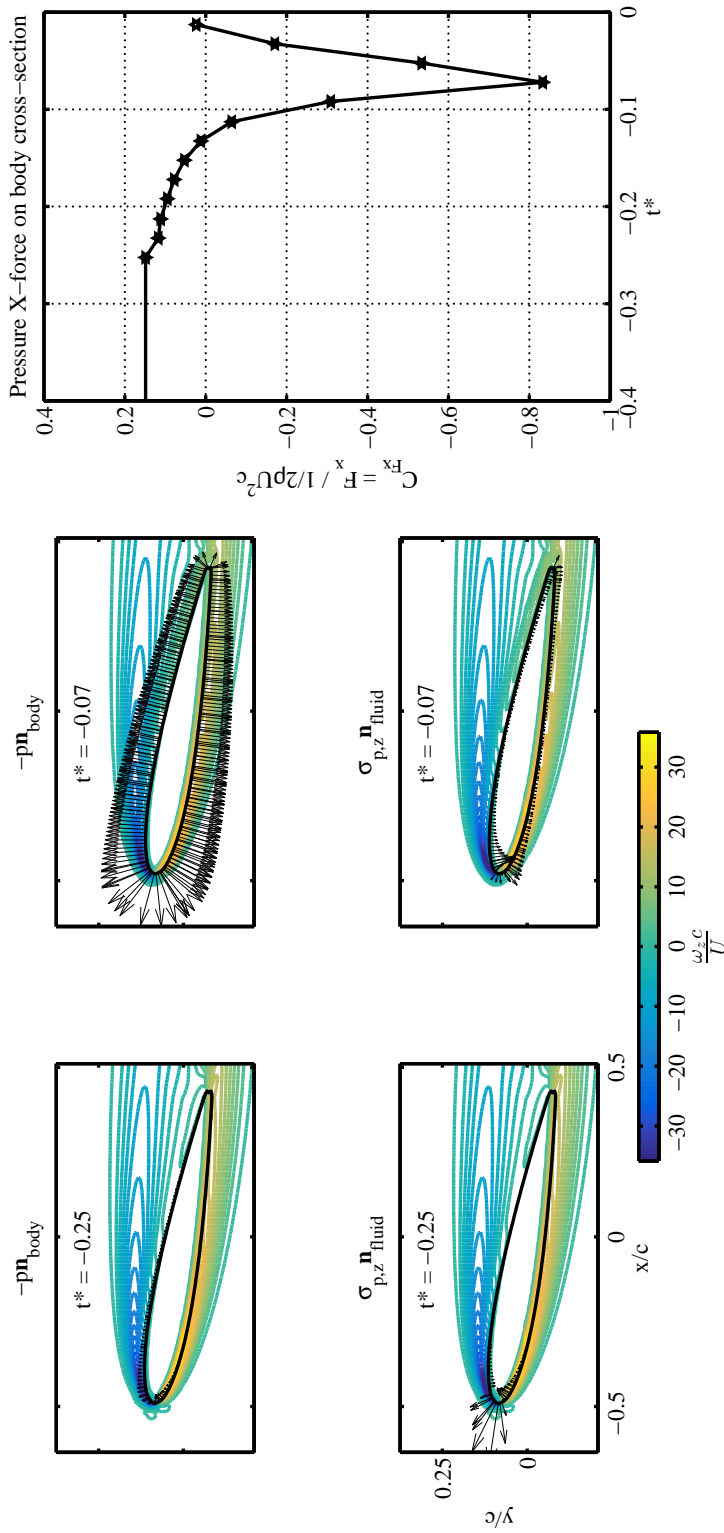 −pn_body
t* = −0.25
−pn_body
t* = −0.07
σ_p,z n_fluid
t* = −0.25
0.25
0
y/c
−0.5
0
0.5
x/c
σ_p,z n_fluid
t* = −0.07
−30
−20
−10
0
10
20
30
ω_z c / U
Pressure X−force on body cross−section
0.4
0.2
0
−0.2
−0.4
−0.6
−0.8
−1
C_Fx = F_x / 1/2ρU²c
−0.4
−0.3
−0.2
−0.1
0
t*